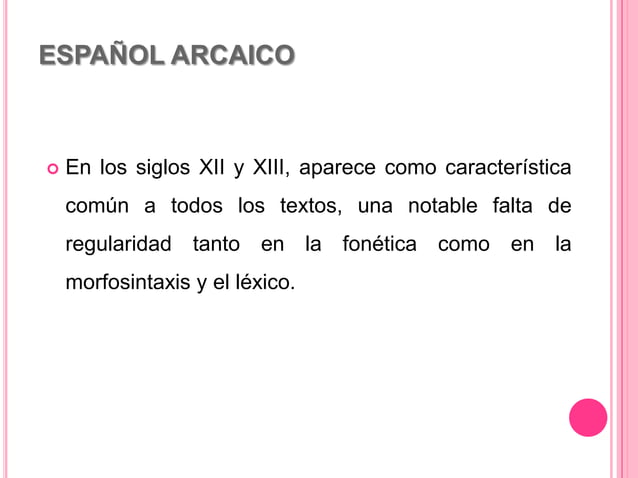 ESPAÑOL ARCAICO
En los siglos XII y XIII, aparece como característica
común a todos los textos, una notable falta de
regularidad tanto en la fonética como en la
morfosintaxis y el léxico.